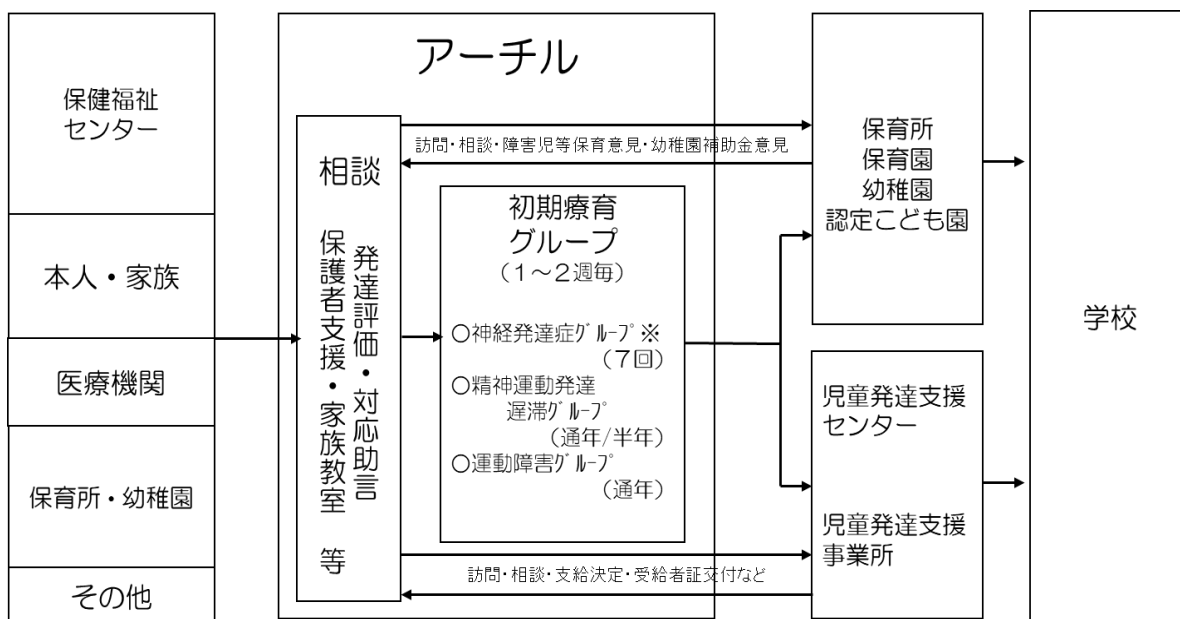 保健福祉
センター
本人・家族
医療機関
保育所・幼稚園
その他
アーチル
相談
発達評価・対応助言
保護者支援・家族教室
等
訪問・相談・障害児等保育意見・幼稚園補助金意見
初期療育
グループ
（１～２週毎）
○神経発達症ｸﾞﾙｰﾌﾟ※
（７回）
○精神運動発達
遅滞ｸﾞﾙｰﾌﾟ
（通年/半年）
○運動障害ｸﾞﾙｰﾌﾟ
（通年）
訪問・相談・支給決定・受給者証交付など
保育所
保育園
幼稚園
認定こども園
児童発達支援
センター
児童発達支援
事業所
学校